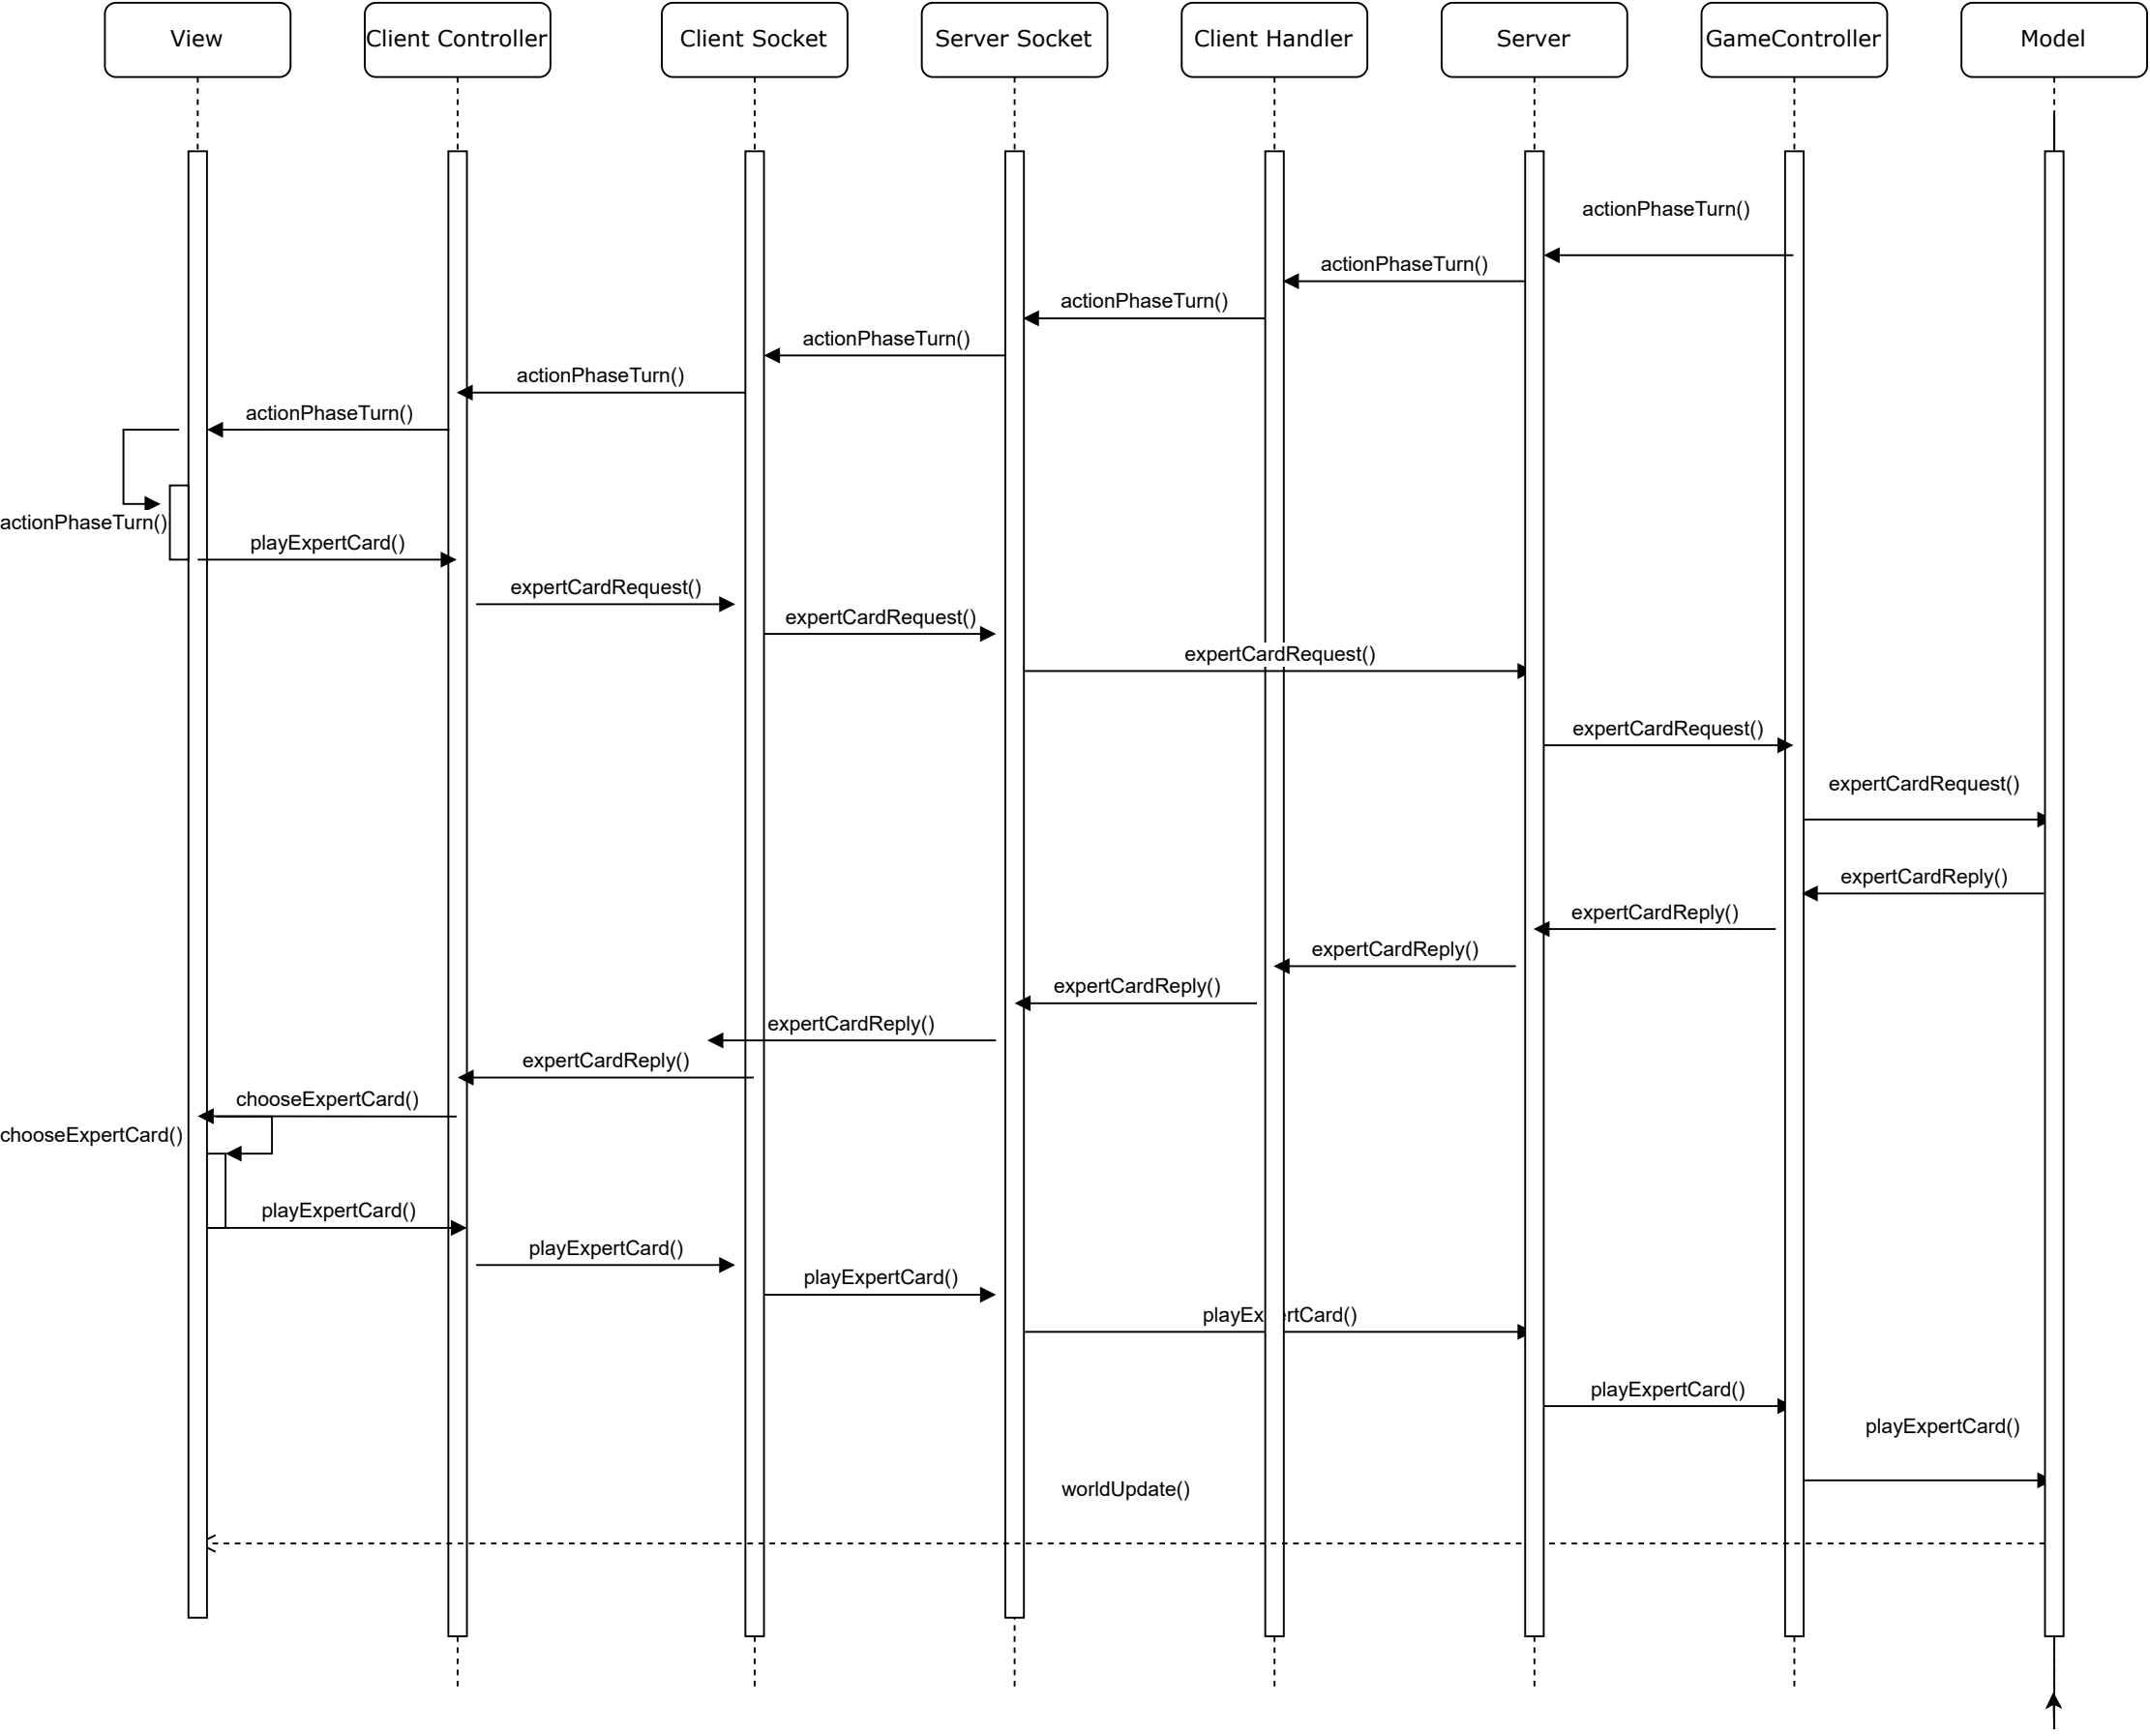 View
Client Controller
Client Socket
Server Socket
Client Handler
Server
GameController
Model
actionPhaseTurn()
actionPhaseTurn()
actionPhaseTurn()
actionPhaseTurn()
actionPhaseTurn()
actionPhaseTurn()
actionPhaseTurn()
playExpertCard()
expertCardRequest()
expertCardRequest()
expertCardRequest()
expertCardRequest()
expertCardRequest()
expertCardReply()
expertCardReply()
expertCardReply()
expertCardReply()
expertCardReply()
expertCardReply()
chooseExpertCard()
chooseExpertCard()
playExpertCard()
playExpertCard()
playExpertCard()
playExpertCard()
playExpertCard()
playExpertCard()
worldUpdate()